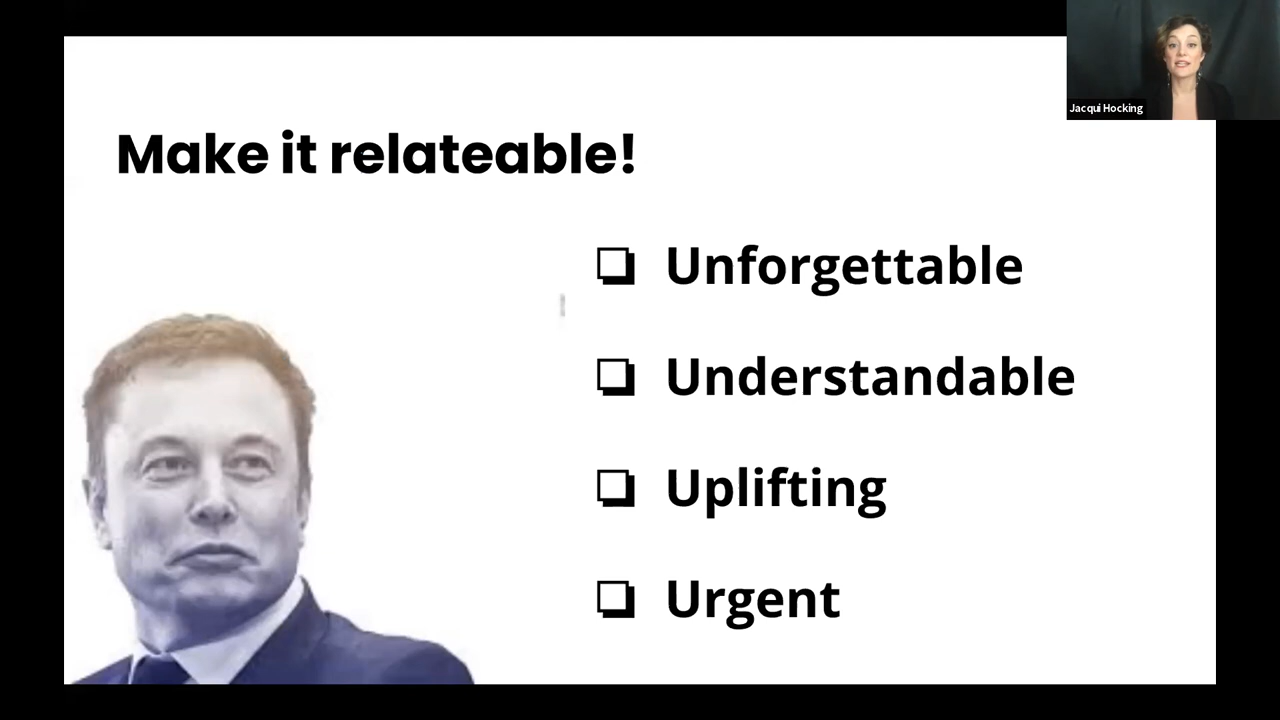 Jacqui Hocking
Make it relateable!
❏ Unforgettable
❏ Understandable
❏ Uplifting
❏ Urgent